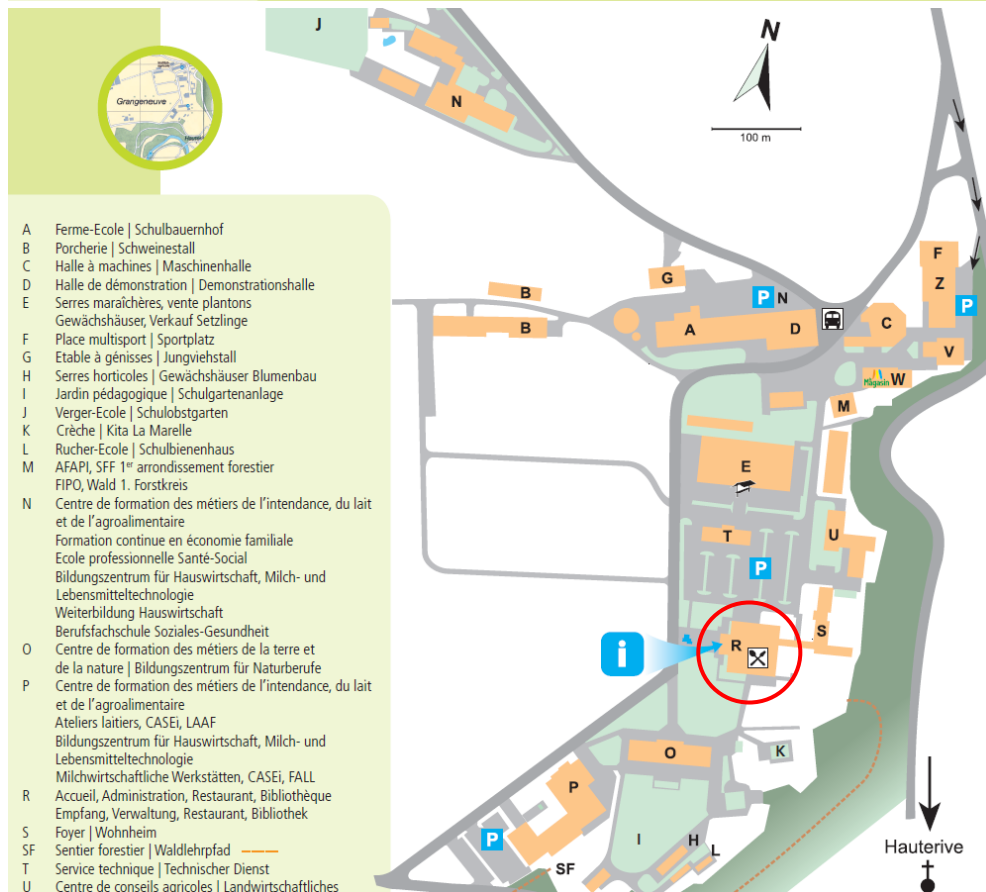 J
N
N
100 m
Grangeneuve
A Ferme-Ecole | Schulbauernhof
B Porcherie | Schweinestall
C Halle à machines | Maschinenhalle
D Halle de démonstration | Demonstrationshalle
E Serres maraîchères, vente plantons
Gewächshäuser, Verkauf Setzlinge
F Place multisport | Sportplatz
G Etable à génisses | Jungviehstall
H Serres horticoles | Gewächshäuser Blumenbau
I Jardin pédagogique | Schulgartenanlage
J Verger-Ecole | Schulobstgarten
K Crèche | Kita La Marelle
L Rucher-Ecole | Schulbienenhaus
M AFAPI, SFF 1er arrondissement forestier
FIPO, Wald 1. Forstkreis
N Centre de formation des métiers de l'intendance, du lait
et de l'agroalimentaire
Formation continue en économie familiale
Ecole professionnelle Santé-Social
Bildungszentrum für Hauswirtschaft, Milch- und
Lebensmitteltechnologie
Weiterbildung Hauswirtschaft
Berufsfachschule Soziales-Gesundheit
O Centre de formation des métiers de la terre et
de la nature | Bildungszentrum für Naturberufe
P Centre de formation des métiers de l'intendance, du lait
et de l'agroalimentaire
Ateliers laitiers, CASEi, LAAF
Bildungszentrum für Hauswirtschaft, Milch- und
Lebensmitteltechnologie
Milchwirtschaftliche Werkstätten, CASEi, FALL
R Accueil, Administration, Restaurant, Bibliothèque
Empfang, Verwaltung, Restaurant, Bibliothek
S Foyer | Wohnheim
SF Sentier forestier | Waldlehrpfad
T Service technique | Technischer Dienst
U Centre de conseils agricoles | Landwirtschaftliches
F
G
Z
B
P N
P
A
D
C
B
V
Magasin W
M
E
T
U
P
S
i
R
O
K
P
P
I
H
L
SF
Hauterive